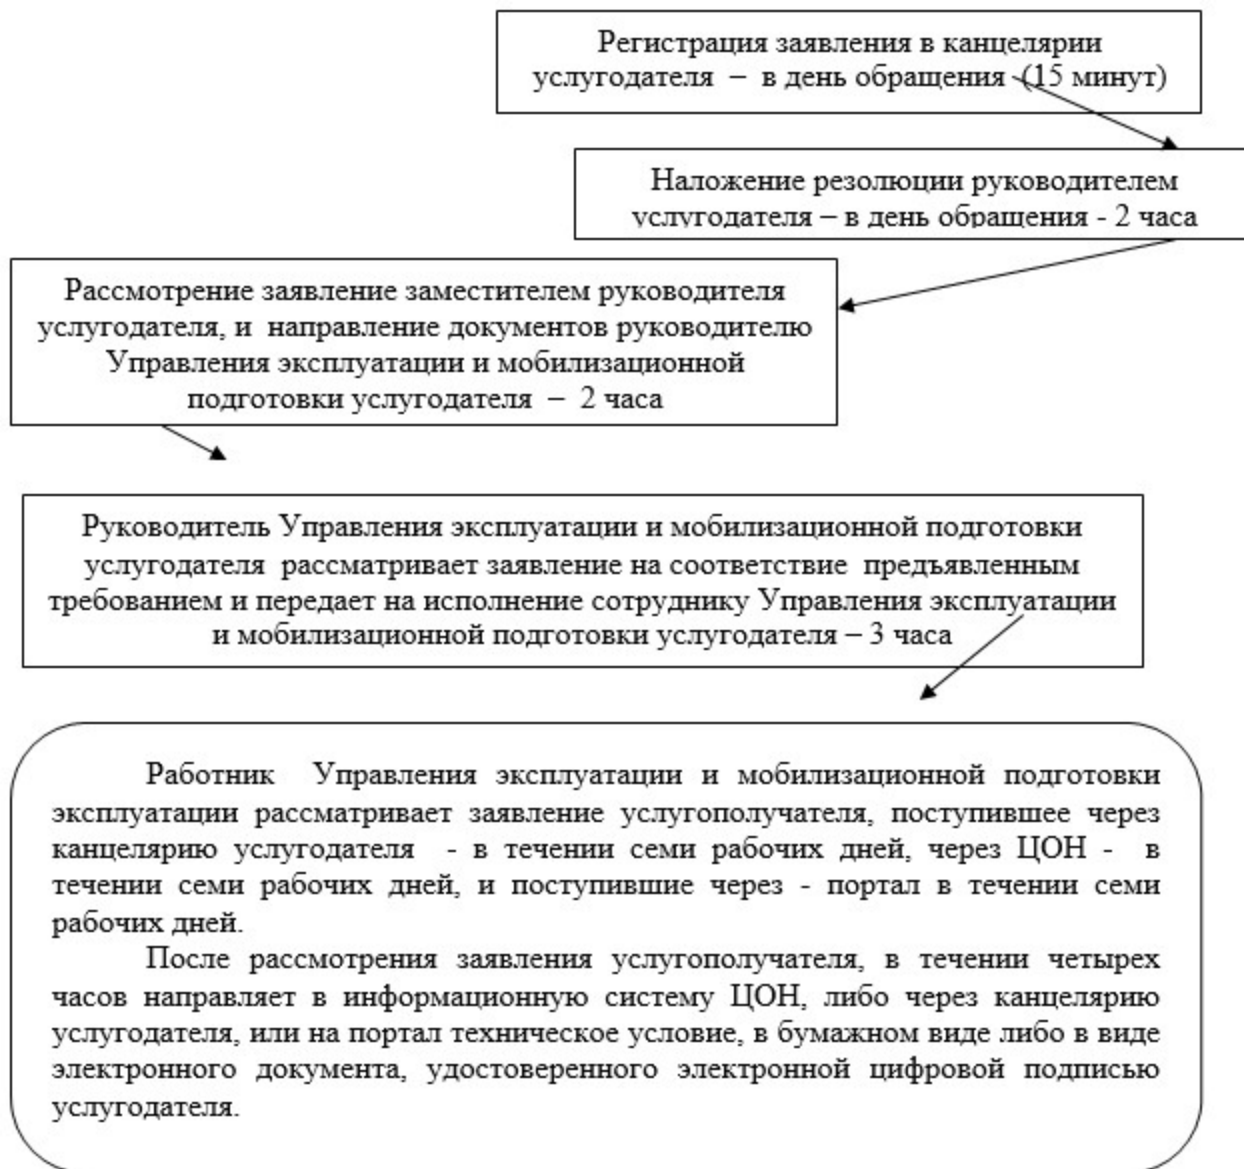 Регистрация заявления в канцелярии
услугодателя – в день обращения (15 минут)
Наложение резолюции руководителем
услугодателя – в день обращения - 2 часа
Рассмотрение заявление заместителем руководителя
услугодателя, и направление документов руководителю
Управления эксплуатации и мобилизационной
подготовки услугодателя – 2 часа
Руководитель Управления эксплуатации и мобилизационной подготовки
услугодателя рассматривает заявление на соответствие предъявленным
требованием и передает на исполнение сотруднику Управления эксплуатации
и мобилизационной подготовки услугодателя – 3 часа
Работник Управления эксплуатации и мобилизационной подготовки
эксплуатации рассматривает заявление услугополучателя, поступившее через
канцелярию услугодателя - в течении семи рабочих дней, через ЦОН - в
течении семи рабочих дней, и поступившие через - портал в течении семи
рабочих дней.
После рассмотрения заявления услугополучателя, в течении четырех
часов направляет в информационную систему ЦОН, либо через канцелярию
услугодателя, или на портал техническое условие, в бумажном виде либо в виде
электронного документа, удостоверенного электронной цифровой подписью
услугодателя.